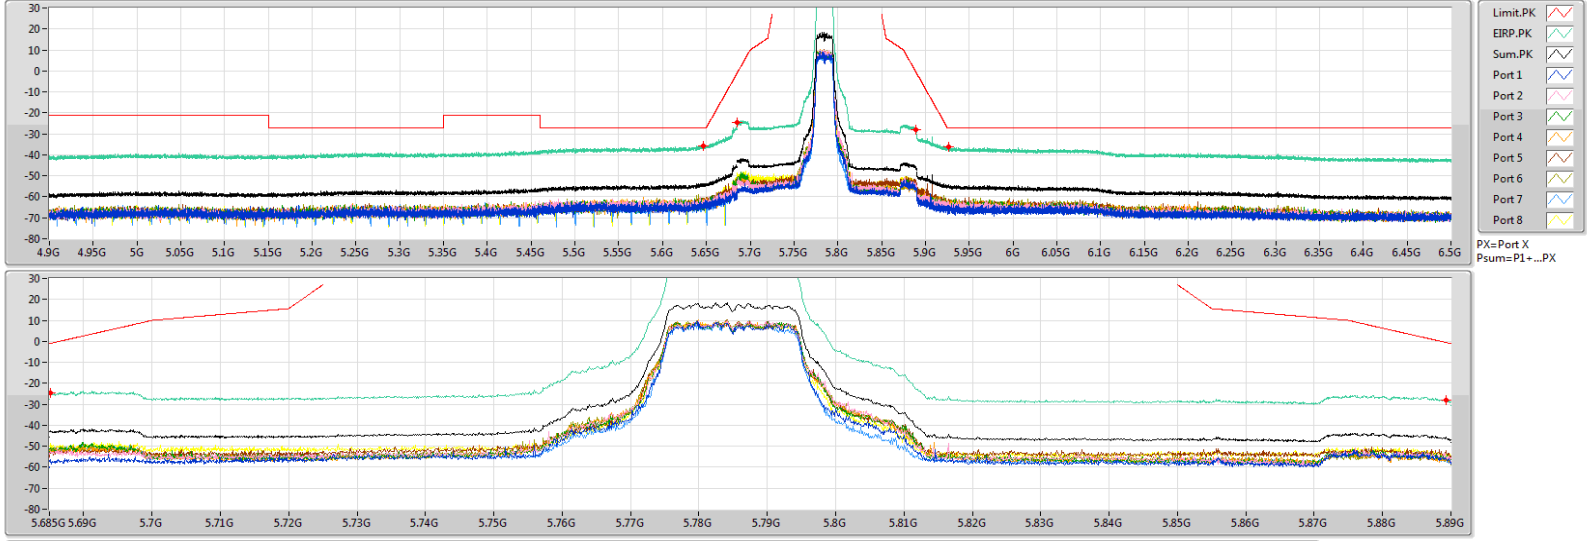 30
20
10
0
-10
-20
-30
-40
-50
-60
-70
-80
4.9G 4.95G 5G 5.05G 5.1G 5.15G 5.2G 5.25G 5.3G 5.35G 5.4G 5.45G 5.5G 5.55G 5.6G 5.65G 5.7G 5.75G 5.8G 5.85G 5.9G 5.95G 6G 6.05G 6.1G 6.15G 6.2G 6.25G 6.3G 6.35G 6.4G 6.45G 6.5G
Limit.PK
EIRP.PK
Sum.PK
Port 1
Port 2
Port 3
Port 4
Port 5
Port 6
Port 7
Port 8
PX=Port X
Psum=P1+...PX
30
20
10
0
-10
-20
-30
-40
-50
-60
-70
-80
5.685G 5.69G 5.7G 5.71G 5.72G 5.73G 5.74G 5.75G 5.76G 5.77G 5.78G 5.79G 5.8G 5.81G 5.82G 5.83G 5.84G 5.85G 5.86G 5.87G 5.88G 5.89G